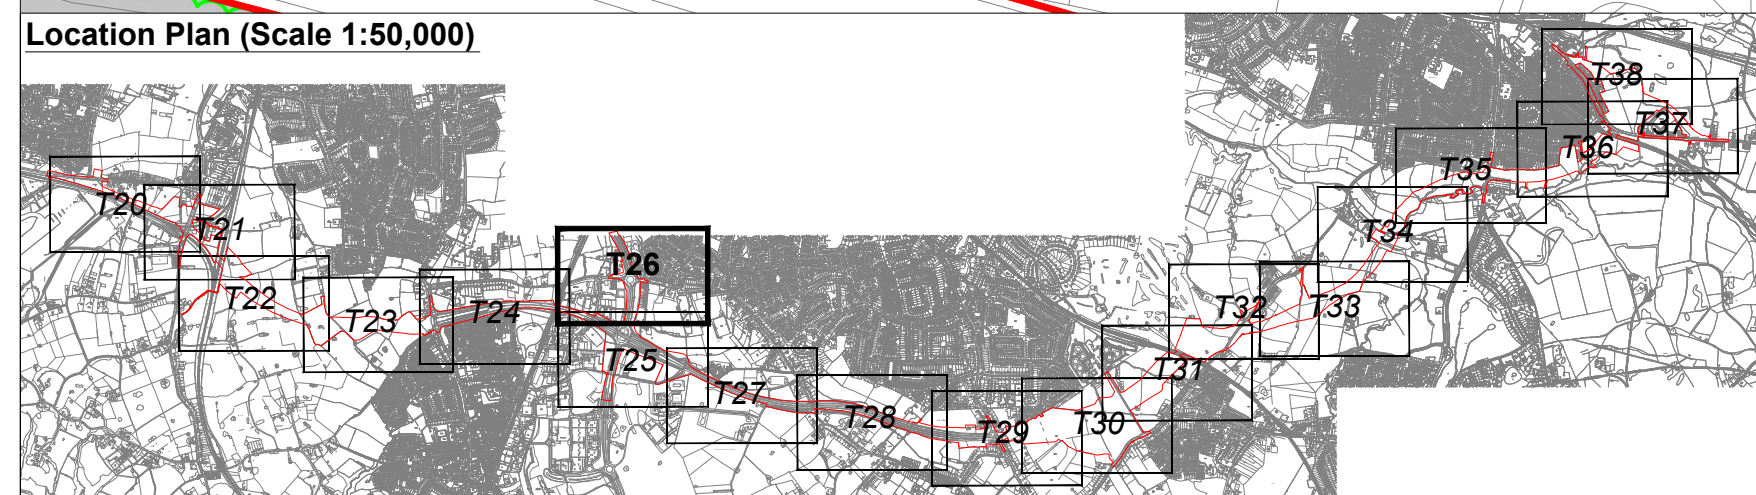 Location Plan (Scale 1:50,000)
T20
T21
T22
T23
T24
T25
T26
T27
T28
T29
T30
T31
T32
T33
T34
T35
T36
T37
T38